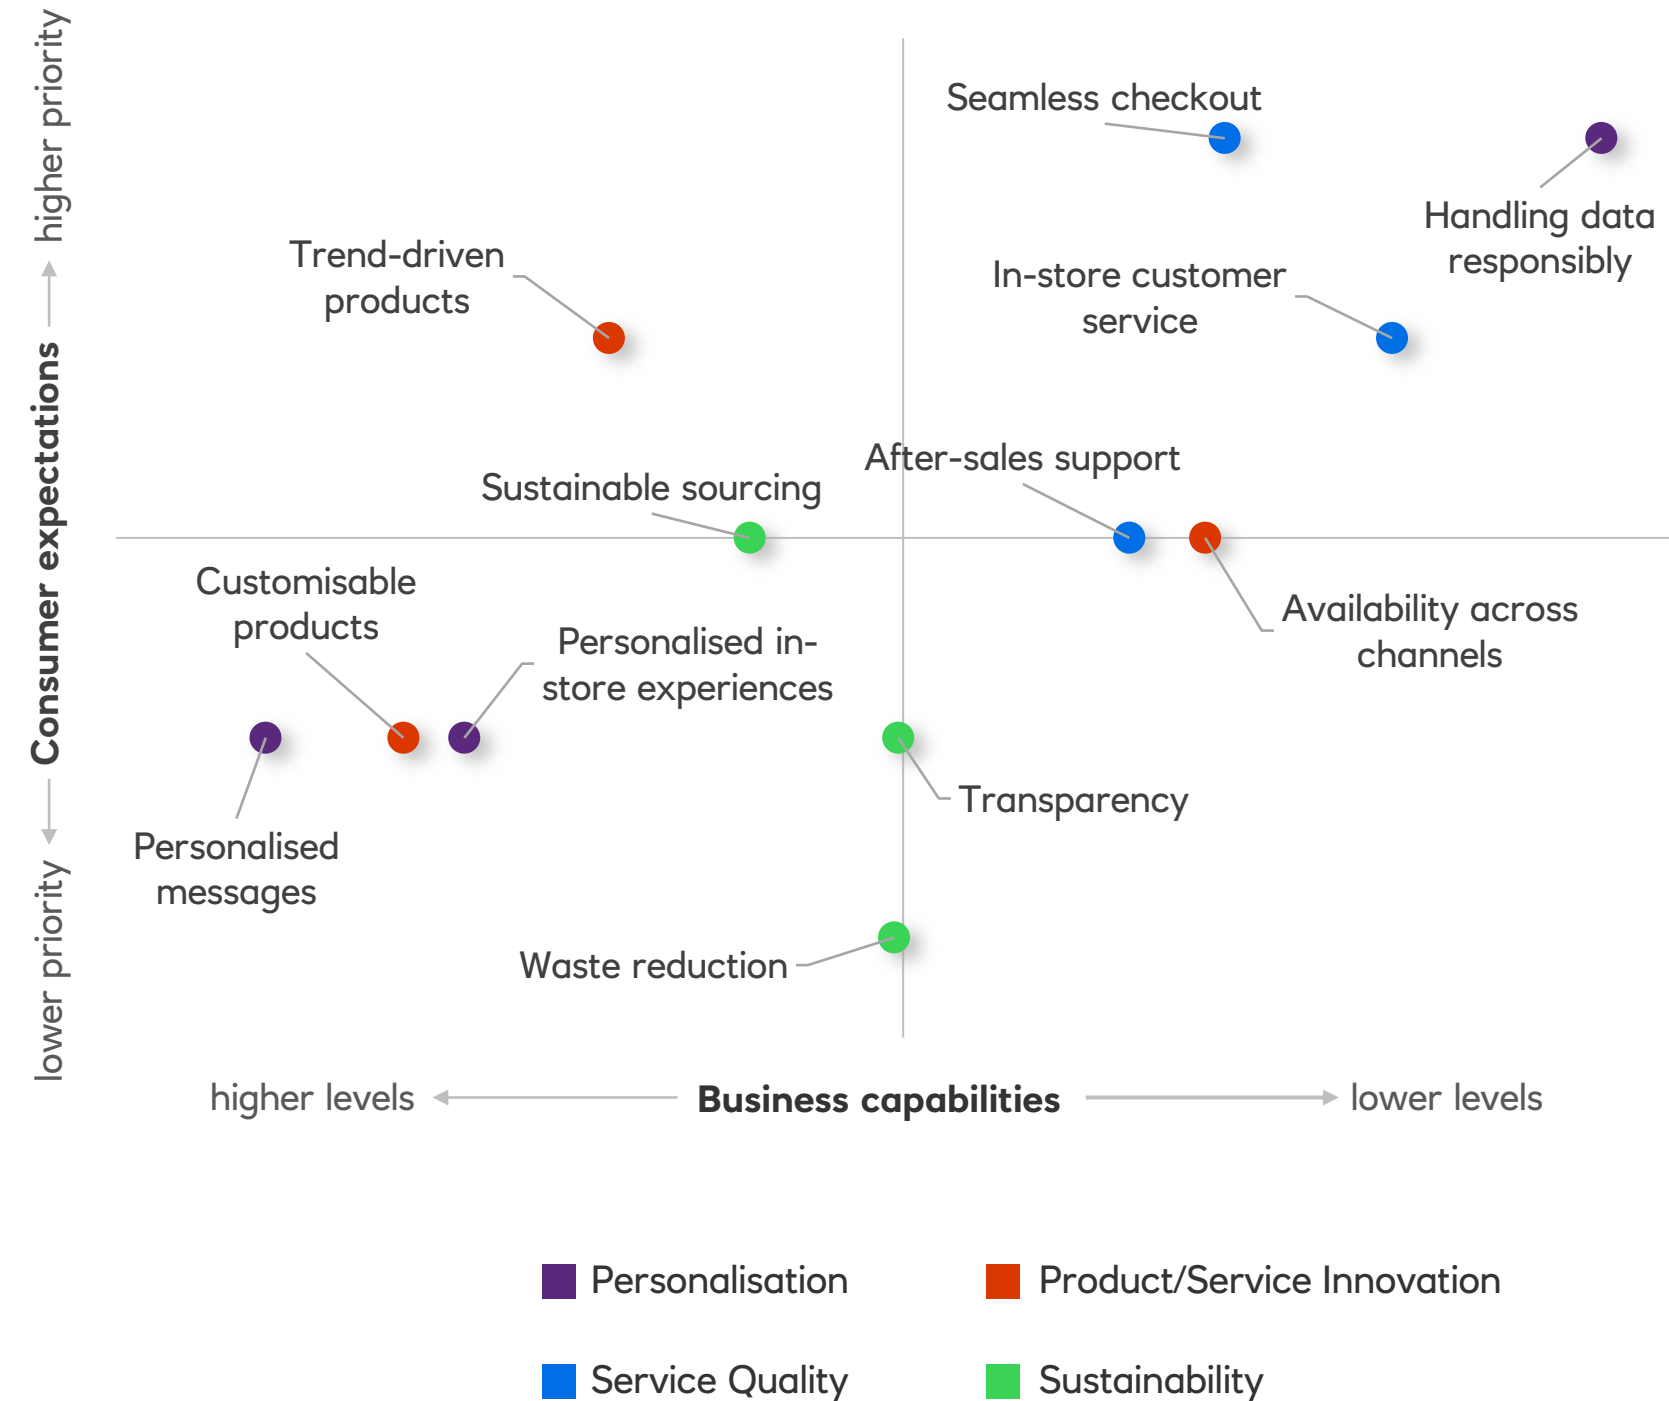 higher priority
Consumer expectations
lower priority
Seamless checkout
Handling data
responsibly
Trend-driven
products
In-store customer
service
After-sales support
Sustainable sourcing
Customisable
products
Availability across
channels
Personalised in-
store experiences
Transparency
Personalised
messages
Waste reduction
higher levels
Business capabilities
lower levels
Personalisation
Product/Service Innovation
Service Quality
Sustainability